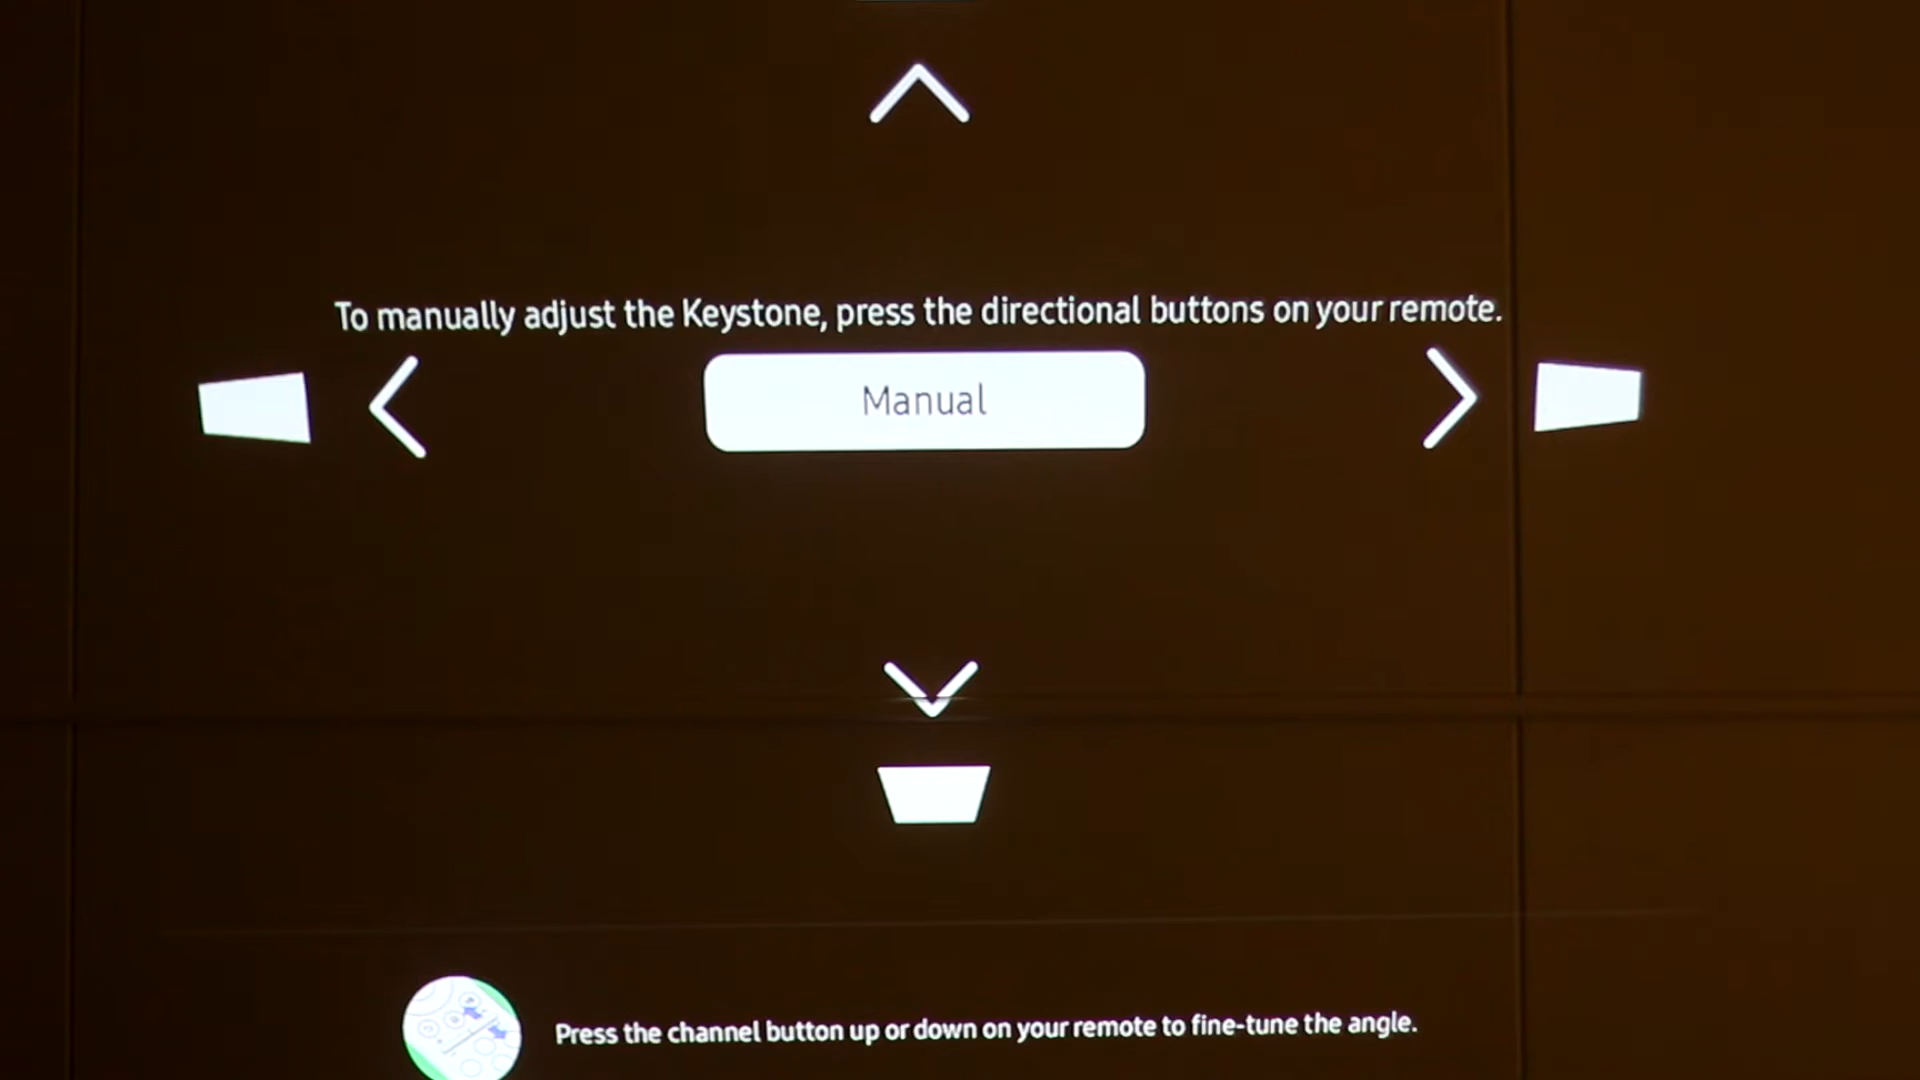 To manually adjust the Keystone, press the directional buttons on your remote.
Manual
Press the channel button up or down on your remote to fine-tune the angle.